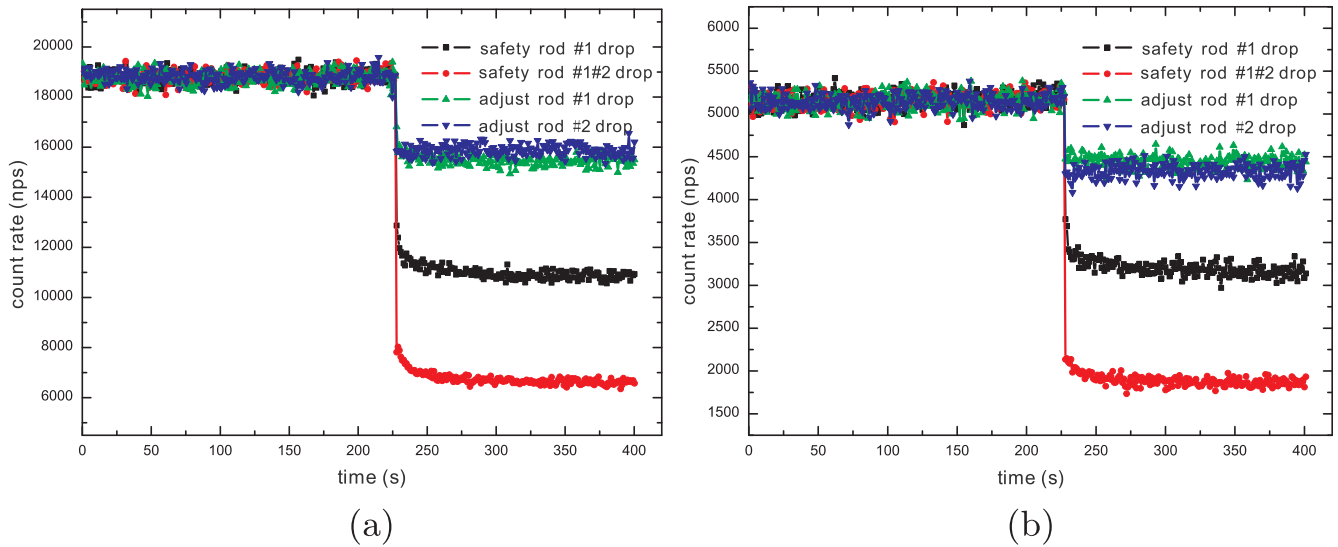 20000
18000
16000
14000
12000
10000
8000
6000
count rate (nps)
0 50 100 150 200 250 300 350 400
time (s)
safety rod #1 drop
safety rod #1#2 drop
adjust rod #1 drop
adjust rod #2 drop
(a)
6000
5500
5000
4500
4000
3500
3000
2500
2000
1500
count rate (nps)
0 50 100 150 200 250 300 350 400
time (s)
safety rod #1 drop
safety rod #1#2 drop
adjust rod #1 drop
adjust rod #2 drop
(b)